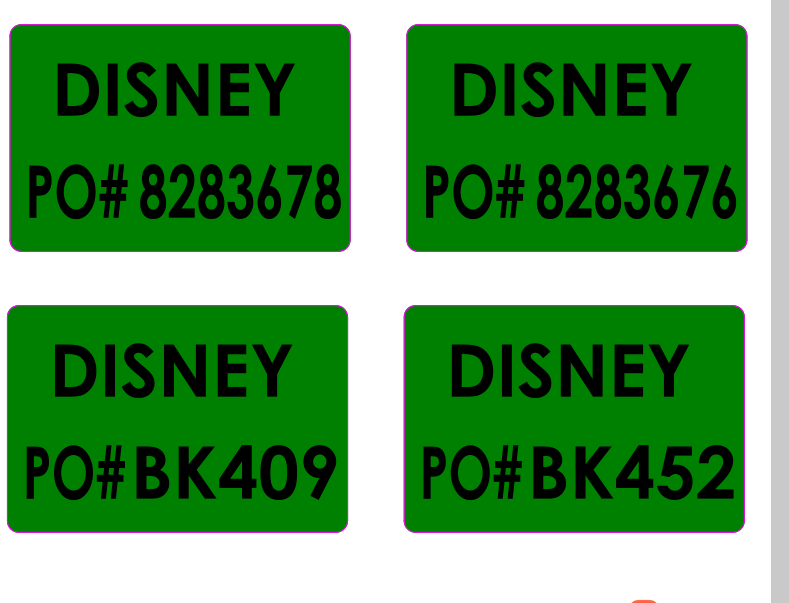 DISNEY
PO# 8283678
DISNEY
PO# 8283676
DISNEY
PO# BK409
DISNEY
PO# BK452